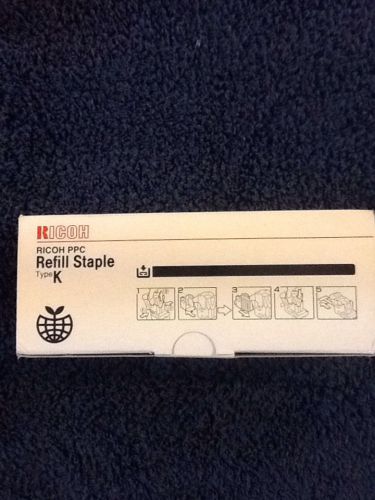 RICOH
RICOH PPC
Refill Staple
Type K
1 2 3 4 5